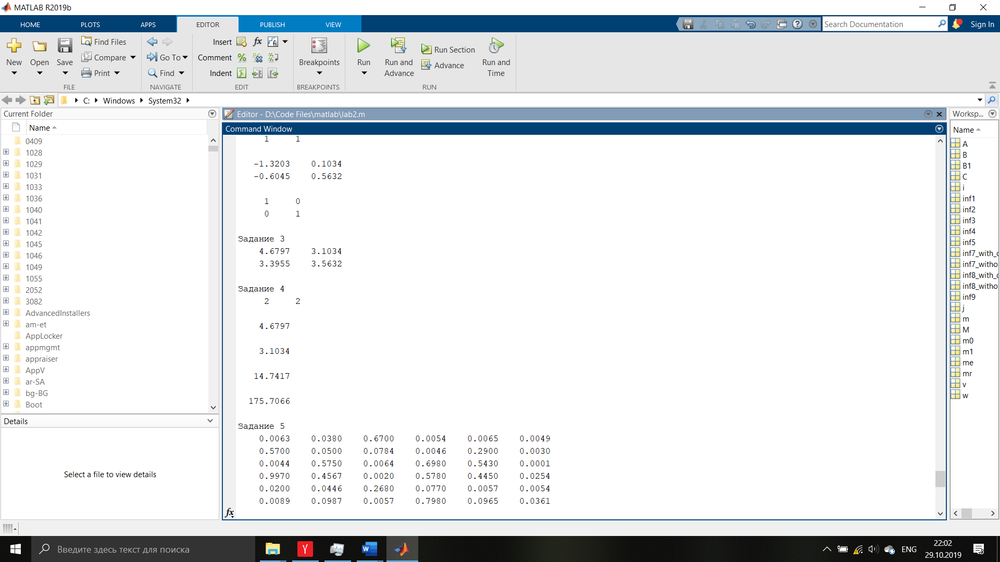 MATLAB R2019b
HOME PLOTS APPS EDITOR PUBLISH VIEW
Search Documentation
Sign In
New
Open
Save
Find Files
Compare
Print
FILE
Go To
Find
NAVIGATE
Insert
Comment
Indent
EDIT
Breakpoints
BREAKPOINTS
Run
Run and Advance
Run Section
Advance
Run and Time
RUN
C: Windows System32
Current Folder
Name
0409
1028
1029
1031
1033
1036
1040
1041
1042
1045
1046
1049
1055
2052
3082
AdvancedInstallers
am-et
AppLocker
appmgmt
appraiser
AppV
ar-SA
bg-BG
Boot
Details
Select a file to view details
Editor - D:\Code Files\matlab\lab2.m
Command Window
1 1
-1.3203 0.1034
-0.6045 0.5632
1 0
0 1
Задание 3
4.6797 3.1034
3.3955 3.5632
Задание 4
2 2
4.6797
3.1034
14.7417
175.7066
Задание 5
0.0063 0.0380 0.6700 0.0054 0.0065 0.0049
0.5700 0.0500 0.0784 0.0046 0.2900 0.0030
0.0044 0.5750 0.0064 0.6980 0.5430 0.0001
0.9970 0.4567 0.0020 0.5780 0.4450 0.0254
0.0200 0.0446 0.2680 0.0770 0.0057 0.0054
0.0089 0.0987 0.0057 0.7980 0.0965 0.0361
fx
Worksp...
Name
A
B
B1
C
i
inf1
inf2
inf3
inf4
inf5
inf7_with_c
inf7_witho
inf8_with_c
inf8_witho
inf9
j
m
M
m0
m1
me
mr
v
w
Введите здесь текст для поиска
ENG
22:02
29.10.2019